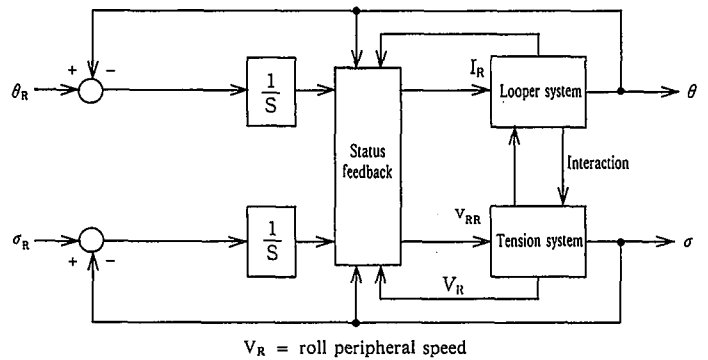 + −
θR
1
S
Status
feedback
IR
Looper system
θ
Interaction
σR
+ −
1
S
vRR
Tension system
σ
VR
VR = roll peripheral speed